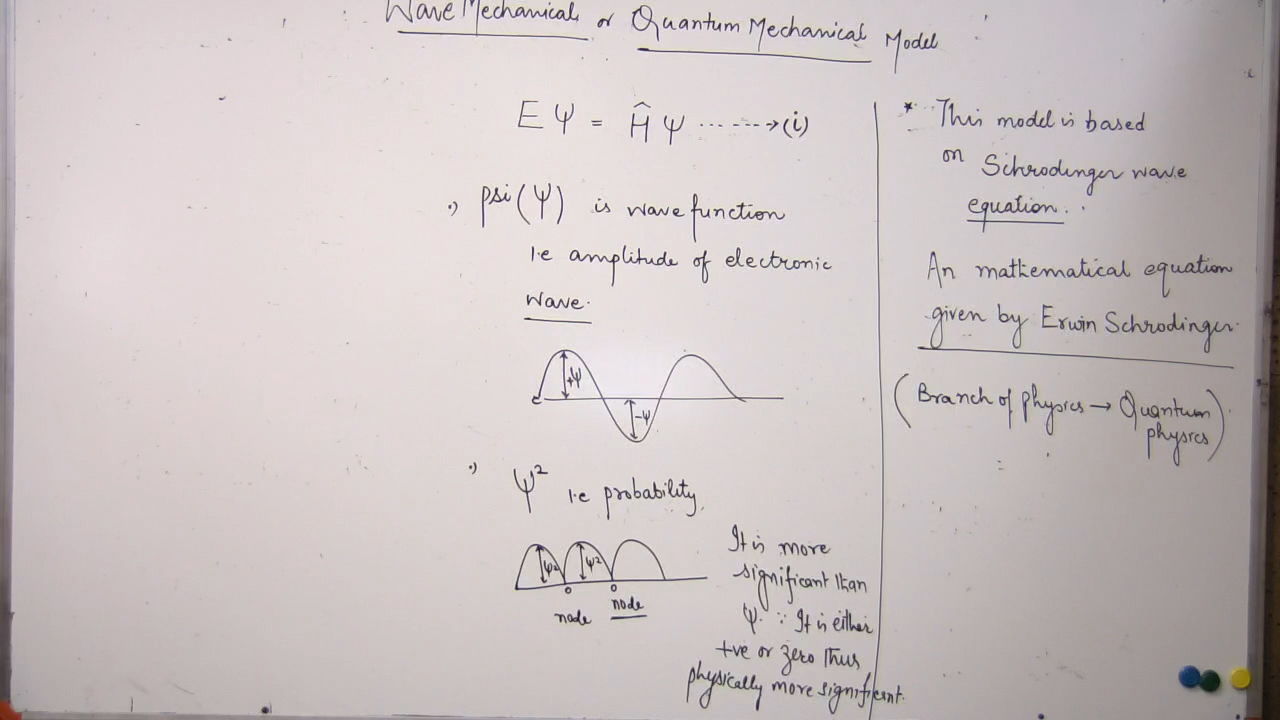 Wave Mechanical or Quantum Mechanical Model
E Ψ = Ĥ Ψ ------→(i)
•) psi(Ψ) is wave function
i.e amplitude of electronic
wave.
+Ψ
-Ψ
•) Ψ² i.e probability,
Ψ² Ψ²
node node
It is more
significant than
Ψ. ∵ It is either
+ve or zero thus
physically more significant.
* This model is based
on Schrodinger wave
equation.
An mathematical equation
given by Erwin Schrodinger.
(Branch of physics → Quantum
physics)